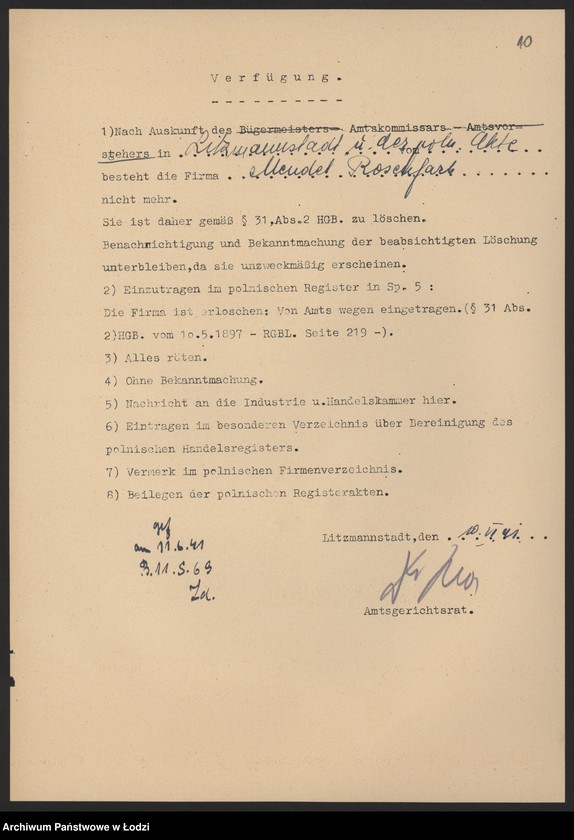 10
Verfügung.
1)Nach Auskunft des Bügermeisters - Amtskommissars - Amtsvor-
stehers in Litzmannstadt u. der poln. Akte
vom
besteht die Firma .. Mendel Rosenfarb .......
nicht mehr.
Sie ist daher gemäß § 31,Abs.2 HGB. zu löschen.
Benachrichtigung und Bekanntmachung der beabsichtigten Löschung
unterbleiben,da sie unzweckmäßig erscheinen.
2) Einzutragen im polnischen Register in Sp. 5 :
Die Firma ist erloschen: Von Amts wegen eingetragen.(§ 31 Abs.
2)HGB. vom 1o.5.1897 - RGBL. Seite 219 -).
3) Alles röten.
4) Ohne Bekanntmachung.
5) Nachricht an die Industrie u.Handelskammer hier.
6) Eintragen im besonderen Verzeichnis über Bereinigung des
polnischen Handelsregisters.
7) Vermerk im polnischen Firmenverzeichnis.
8) Beilegen der polnischen Registerakten.
Litzmannstadt,den . 10. VI 41. . .
gef
am 11.6.41
B.11.S.69
Amtsgerichtsrat.
Archiwum Państwowe w Łodzi